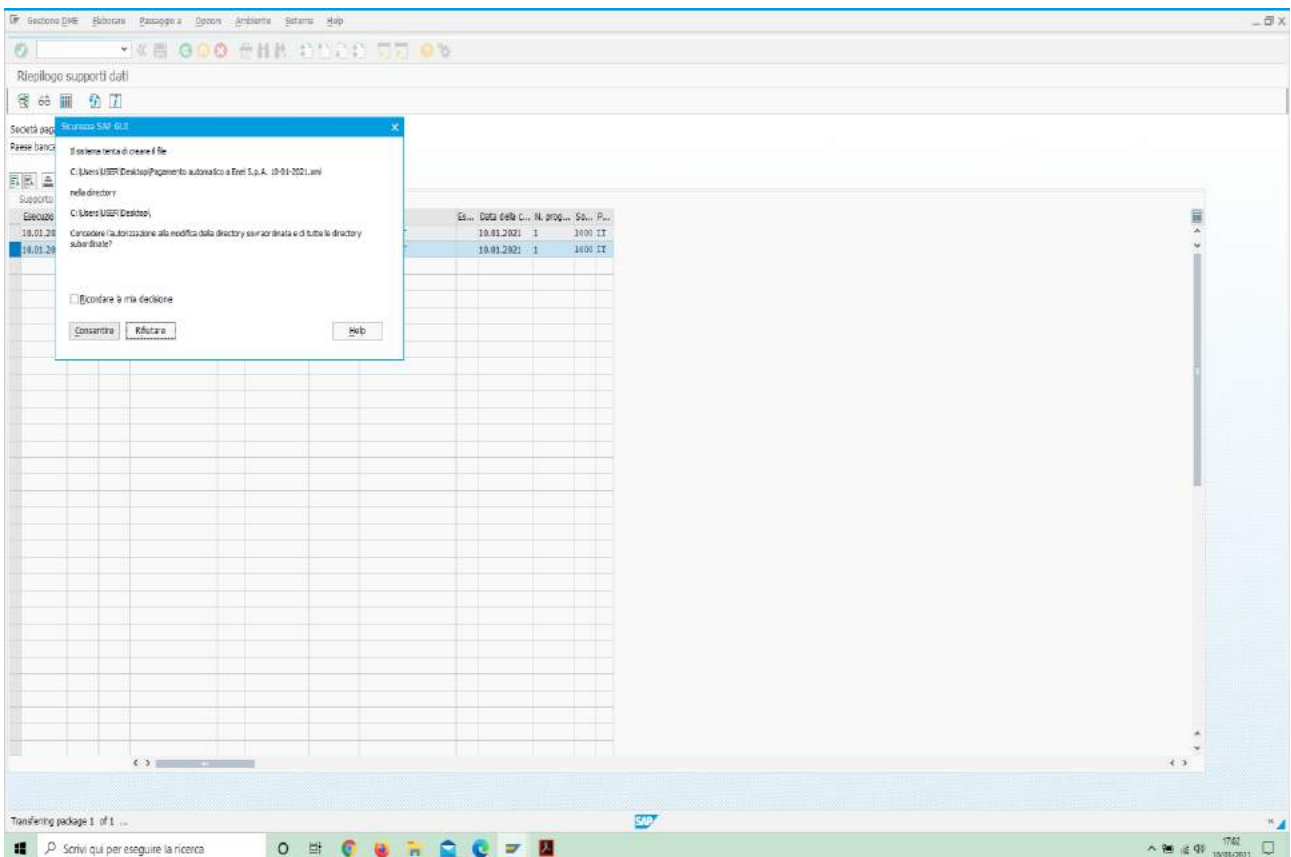 Gestione DME Elaborare Passaggio a Opzioni Ambiente Sistema Help
Riepilogo supporti dati
Società pag
Sicurezza SAP GUI
Paese banca
Il sistema tenta di creare il file
C:\Users\USER\Desktop\Pagamento automatico a Enel S.p.A. 10-01-2021.xml
nella directory
C:\Users\USER\Desktop\
Concedere l'autorizzazione alla modifica della directory sovraordinata e di tutte le directory
subordinate?
Ricordare la mia decisione
Consentire Rifiutare Help
Supporto
Esecuzio Es... Data della c... N. prog... So... P...
10.01.20 10.01.2021 1 1000 IT
10.01.20 10.01.2021 1 1000 IT
Transferring package 1 of 1 ...
SAP
Scrivi qui per eseguire la ricerca
17:02